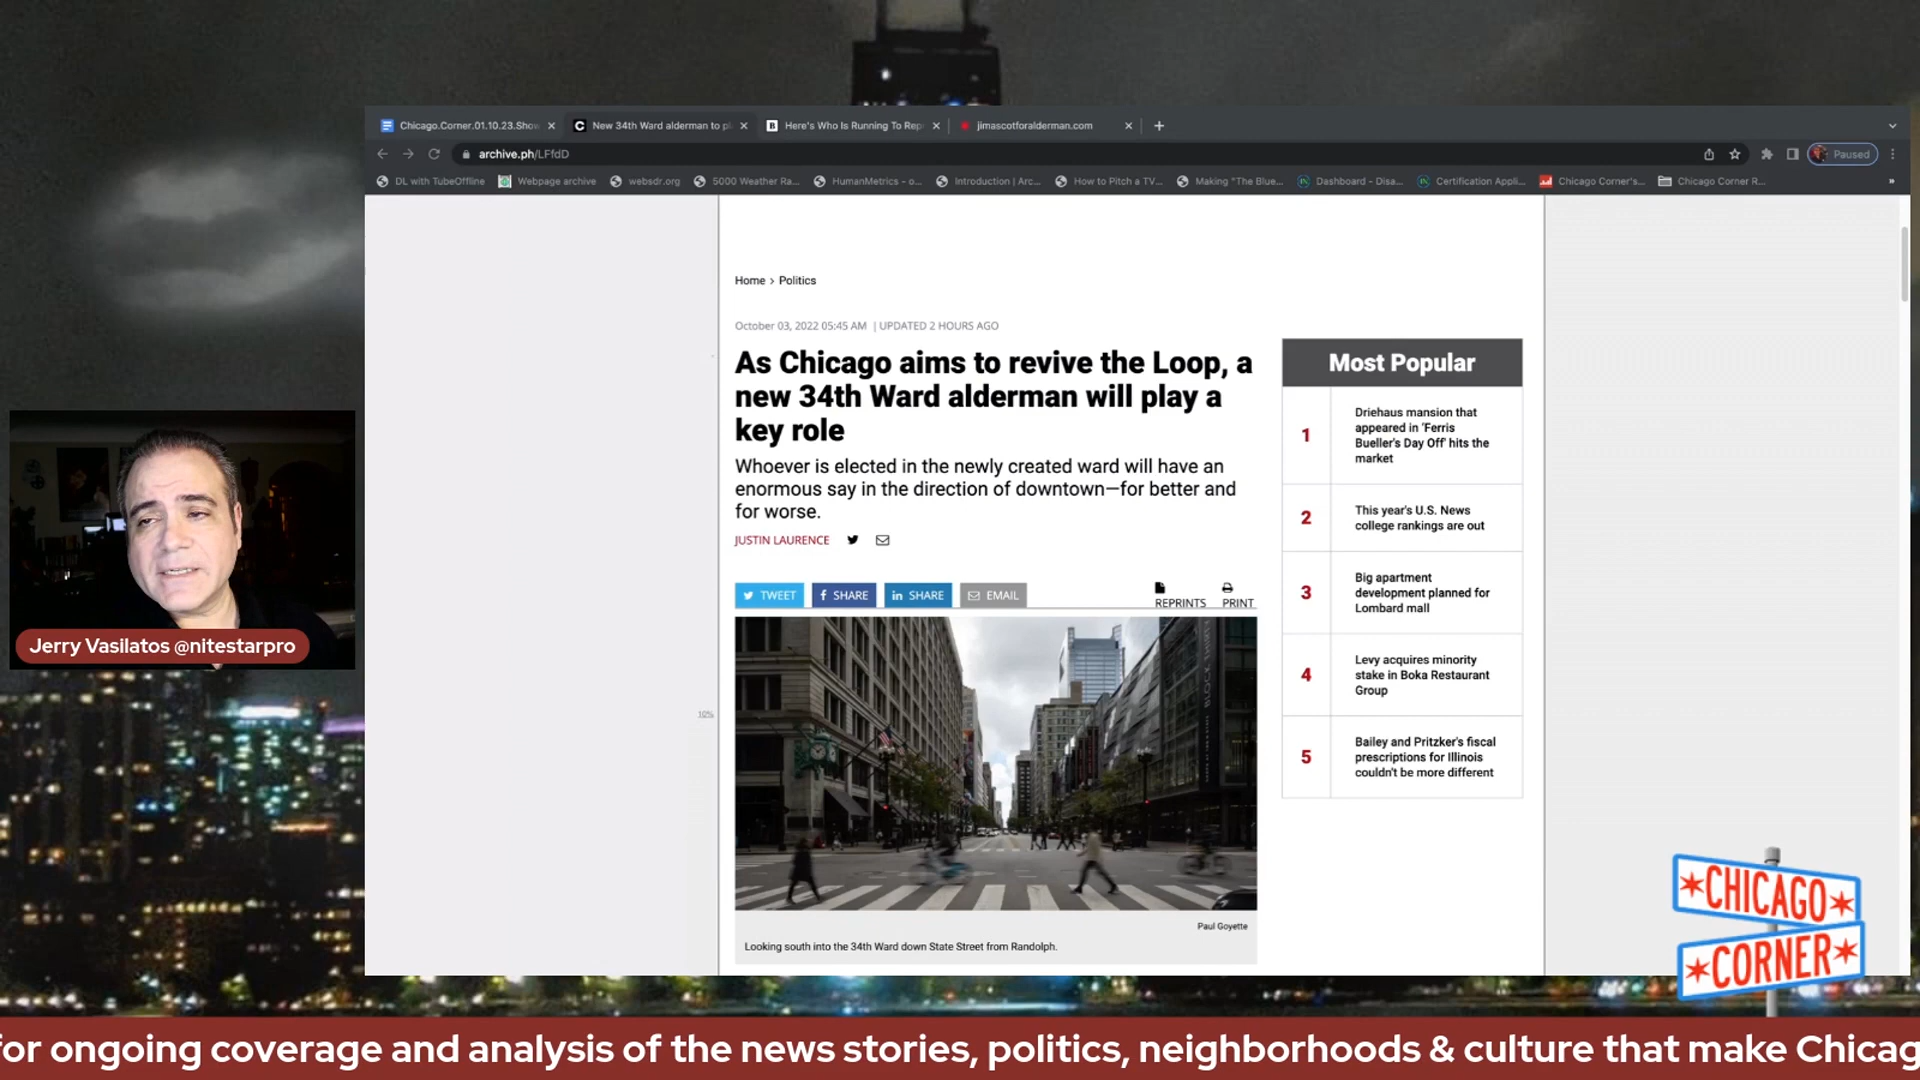 Chicago.Corner.01.10.23.Show
New 34th Ward alderman to pl
Here's Who Is Running To Rep
jimascotforalderman.com
archive.ph/LFfdD
Paused
DL with TubeOffline
Webpage archive
websdr.org
5000 Weather Ra...
HumanMetrics - o...
Introduction | Arc...
How to Pitch a TV...
Making "The Blue...
Dashboard - Disa...
Certification Appli...
Chicago Corner's...
Chicago Corner R...
»
Home > Politics
October 03, 2022 05:45 AM | UPDATED 2 HOURS AGO
As Chicago aims to revive the Loop, a
new 34th Ward alderman will play a
key role
Whoever is elected in the newly created ward will have an
enormous say in the direction of downtown—for better and
for worse.
JUSTIN LAURENCE
TWEET
SHARE
SHARE
EMAIL
REPRINTS
PRINT
10%
Paul Goyette
Looking south into the 34th Ward down State Street from Randolph.
Most Popular
1
Driehaus mansion that
appeared in 'Ferris
Bueller's Day Off' hits the
market
2
This year's U.S. News
college rankings are out
3
Big apartment
development planned for
Lombard mall
4
Levy acquires minority
stake in Boka Restaurant
Group
5
Bailey and Pritzker's fiscal
prescriptions for Illinois
couldn't be more different
Jerry Vasilatos @nitestarpro
CHICAGO
CORNER
for ongoing coverage and analysis of the news stories, politics, neighborhoods & culture that make Chicag